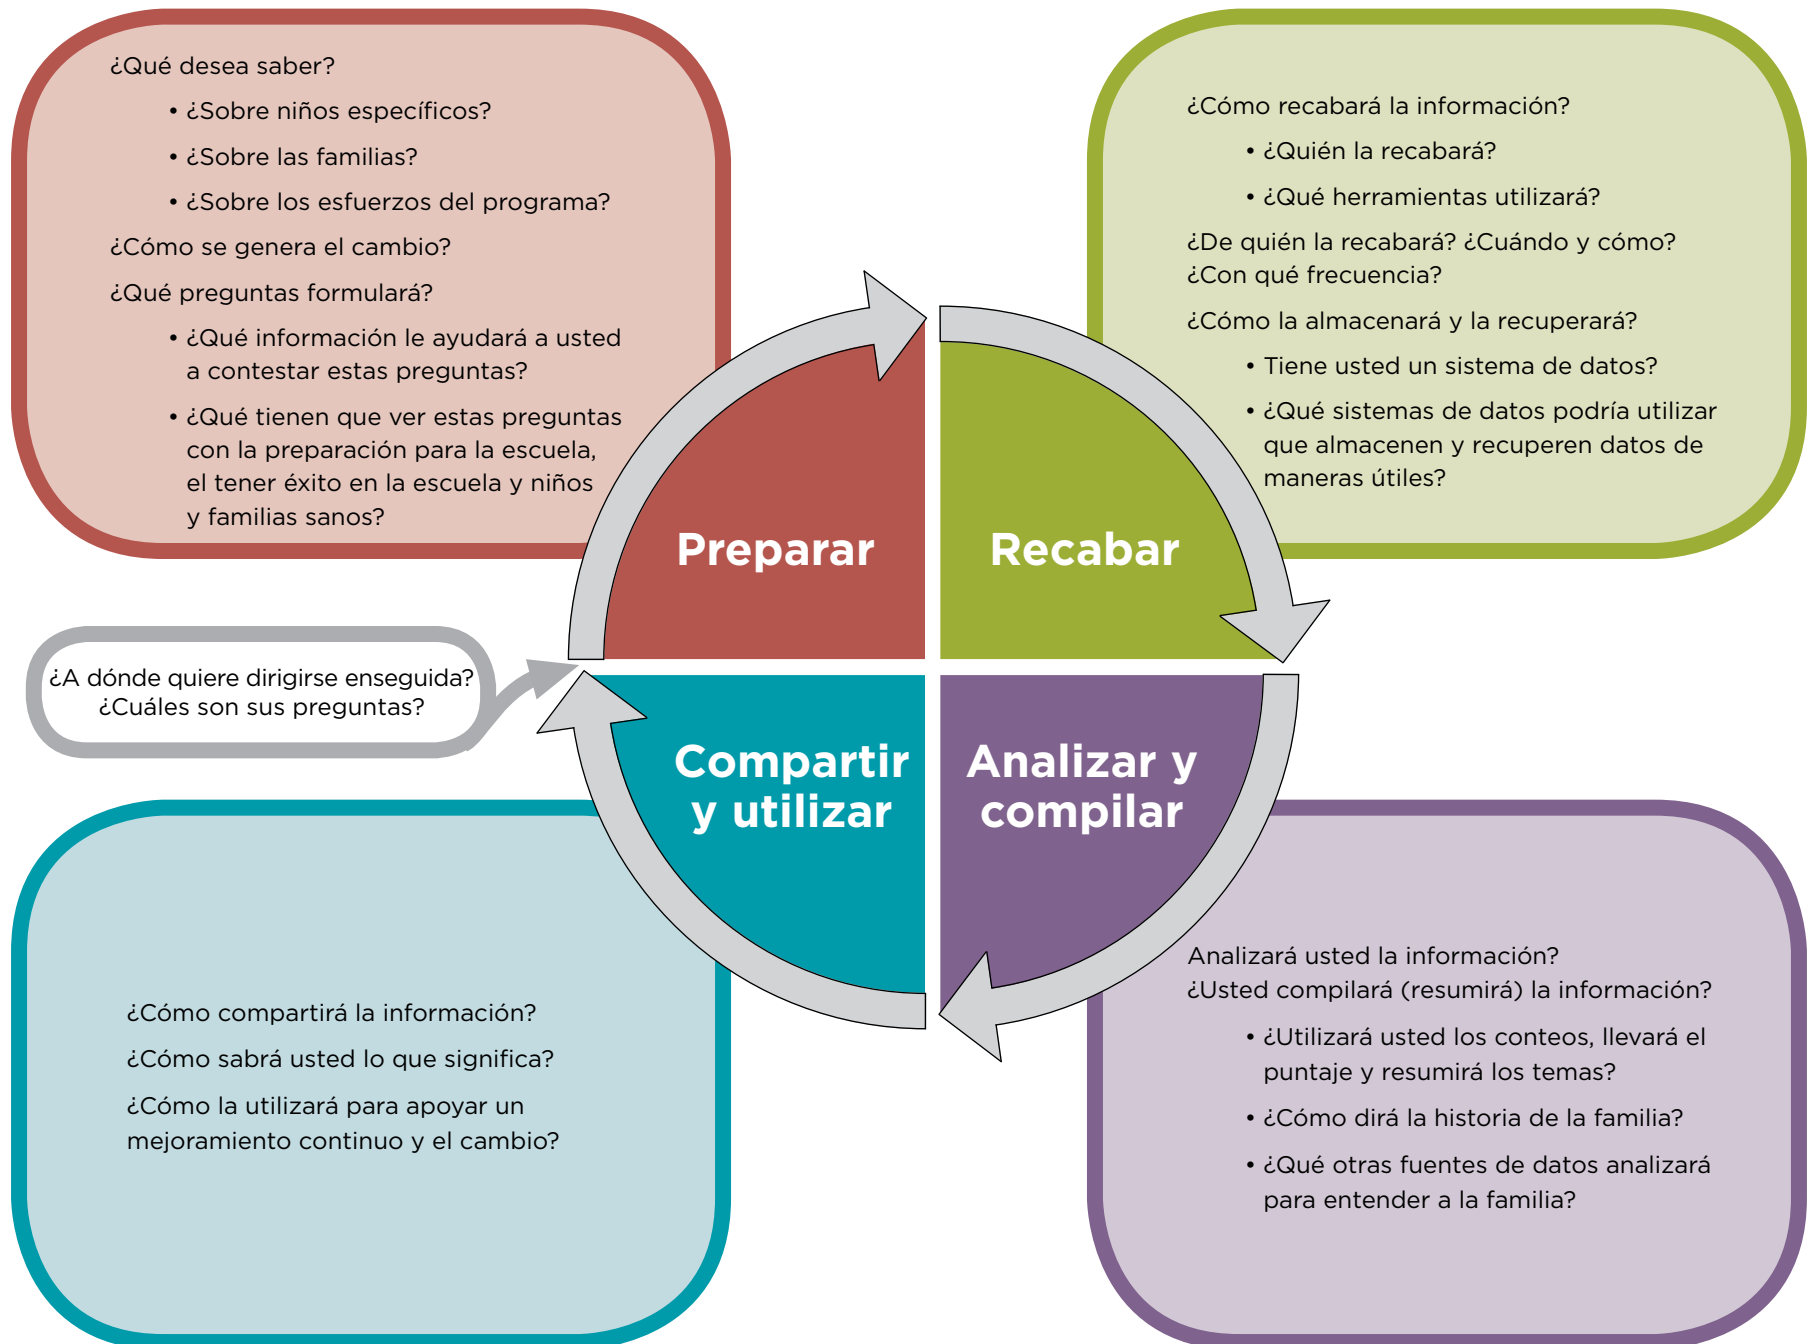 ¿Qué desea saber?
• ¿Sobre niños específicos?
• ¿Sobre las familias?
• ¿Sobre los esfuerzos del programa?
¿Cómo se genera el cambio?
¿Qué preguntas formulará?
• ¿Qué información le ayudará a usted
a contestar estas preguntas?
• ¿Qué tienen que ver estas preguntas
con la preparación para la escuela,
el tener éxito en la escuela y niños
y familias sanos?
¿Cómo recabará la información?
• ¿Quién la recabará?
• ¿Qué herramientas utilizará?
¿De quién la recabará? ¿Cuándo y cómo?
¿Con qué frecuencia?
¿Cómo la almacenará y la recuperará?
• Tiene usted un sistema de datos?
• ¿Qué sistemas de datos podría utilizar
que almacenen y recuperen datos de
maneras útiles?
Preparar
Recabar
¿A dónde quiere dirigirse enseguida?
¿Cuáles son sus preguntas?
Compartir
y utilizar
Analizar y
compilar
¿Cómo compartirá la información?
¿Cómo sabrá usted lo que significa?
¿Cómo la utilizará para apoyar un
mejoramiento continuo y el cambio?
Analizará usted la información?
¿Usted compilará (resumirá) la información?
• ¿Utilizará usted los conteos, llevará el
puntaje y resumirá los temas?
• ¿Cómo dirá la historia de la familia?
• ¿Qué otras fuentes de datos analizará
para entender a la familia?